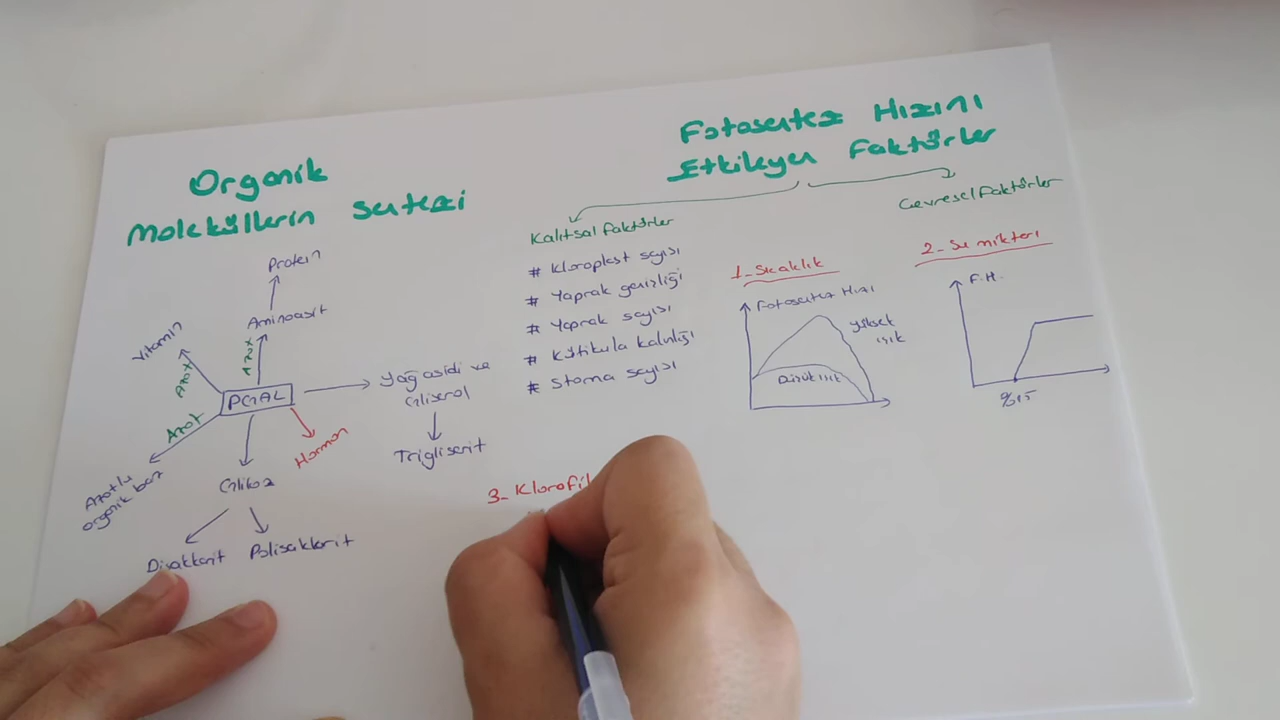 Organik
Moleküllerin Sentezi
Protein
Aminoasit
Vitamin
Azot
Azot
PGAL
Azot
Azotlu
organik baz
Hormon
Yağ asidi ve
Gliserol
Trigliserit
Glikoz
Disakkarit
Polisakkarit
Fotosentez Hızını
Etkileyen Faktörler
Kalıtsal Faktörler
# Kloroplast sayısı
# Yaprak genişliği
# Yaprak sayısı
# Kütikula kalınlığı
# Stoma sayısı
Çevresel Faktörler
1- Sıcaklık
Fotosentez Hızı
yüksek
ışık
Düşük ışık
2- Su miktarı
F.H.
%15
3- Klorofil